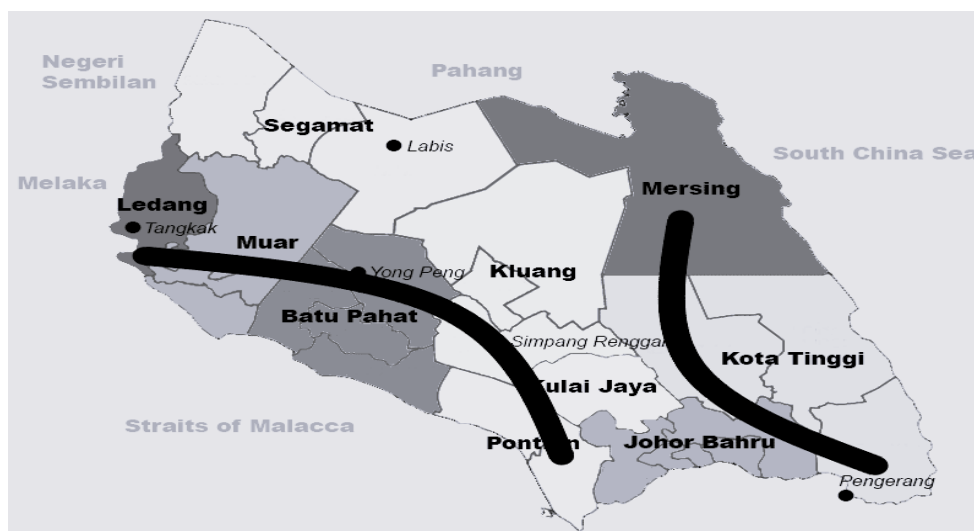 Negeri
Sembilan
Pahang
Segamat
Labis
South China Sea
Melaka
Mersing
Ledang
Tangkak
Muar
Yong Peng
Kluang
Batu Pahat
Simpang Renggam
Kota Tinggi
Kulai Jaya
Straits of Malacca
Johor Bahru
Pengerang